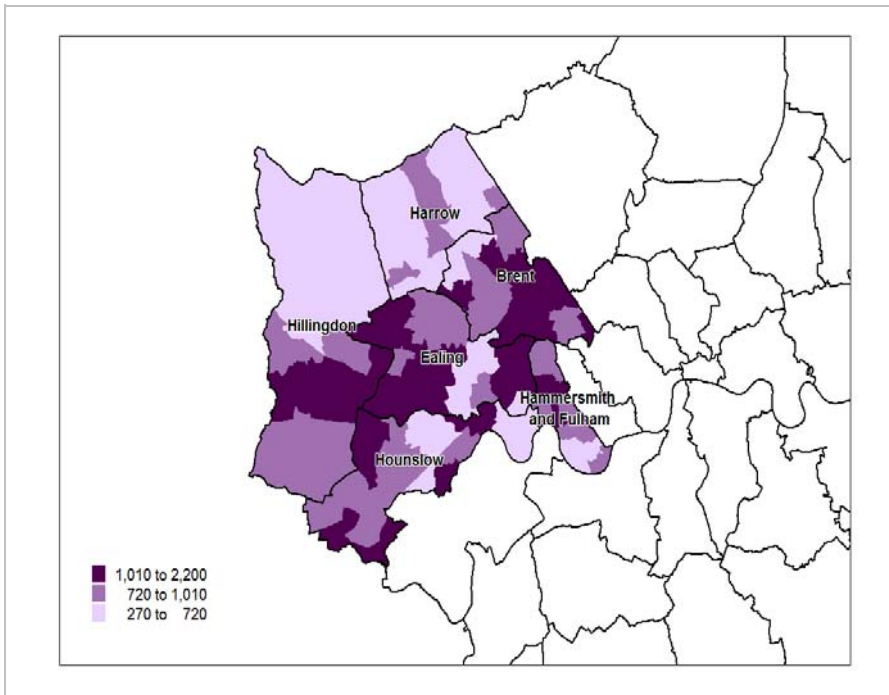 Harrow
Brent
Hillingdon
Ealing
Hammersmith
and Fulham
Hounslow
1,010 to 2,200
720 to 1,010
270 to 720